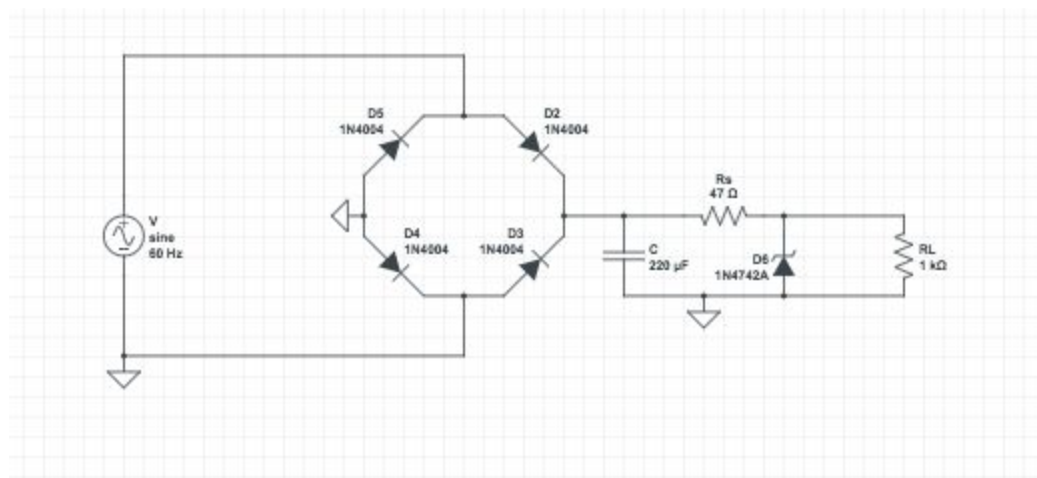 D5
1N4004
D2
1N4004
Rs
47 Ω
V
sine
60 Hz
D4
1N4004
D3
1N4004
C
220 µF
D6
1N4742A
RL
1 kΩ